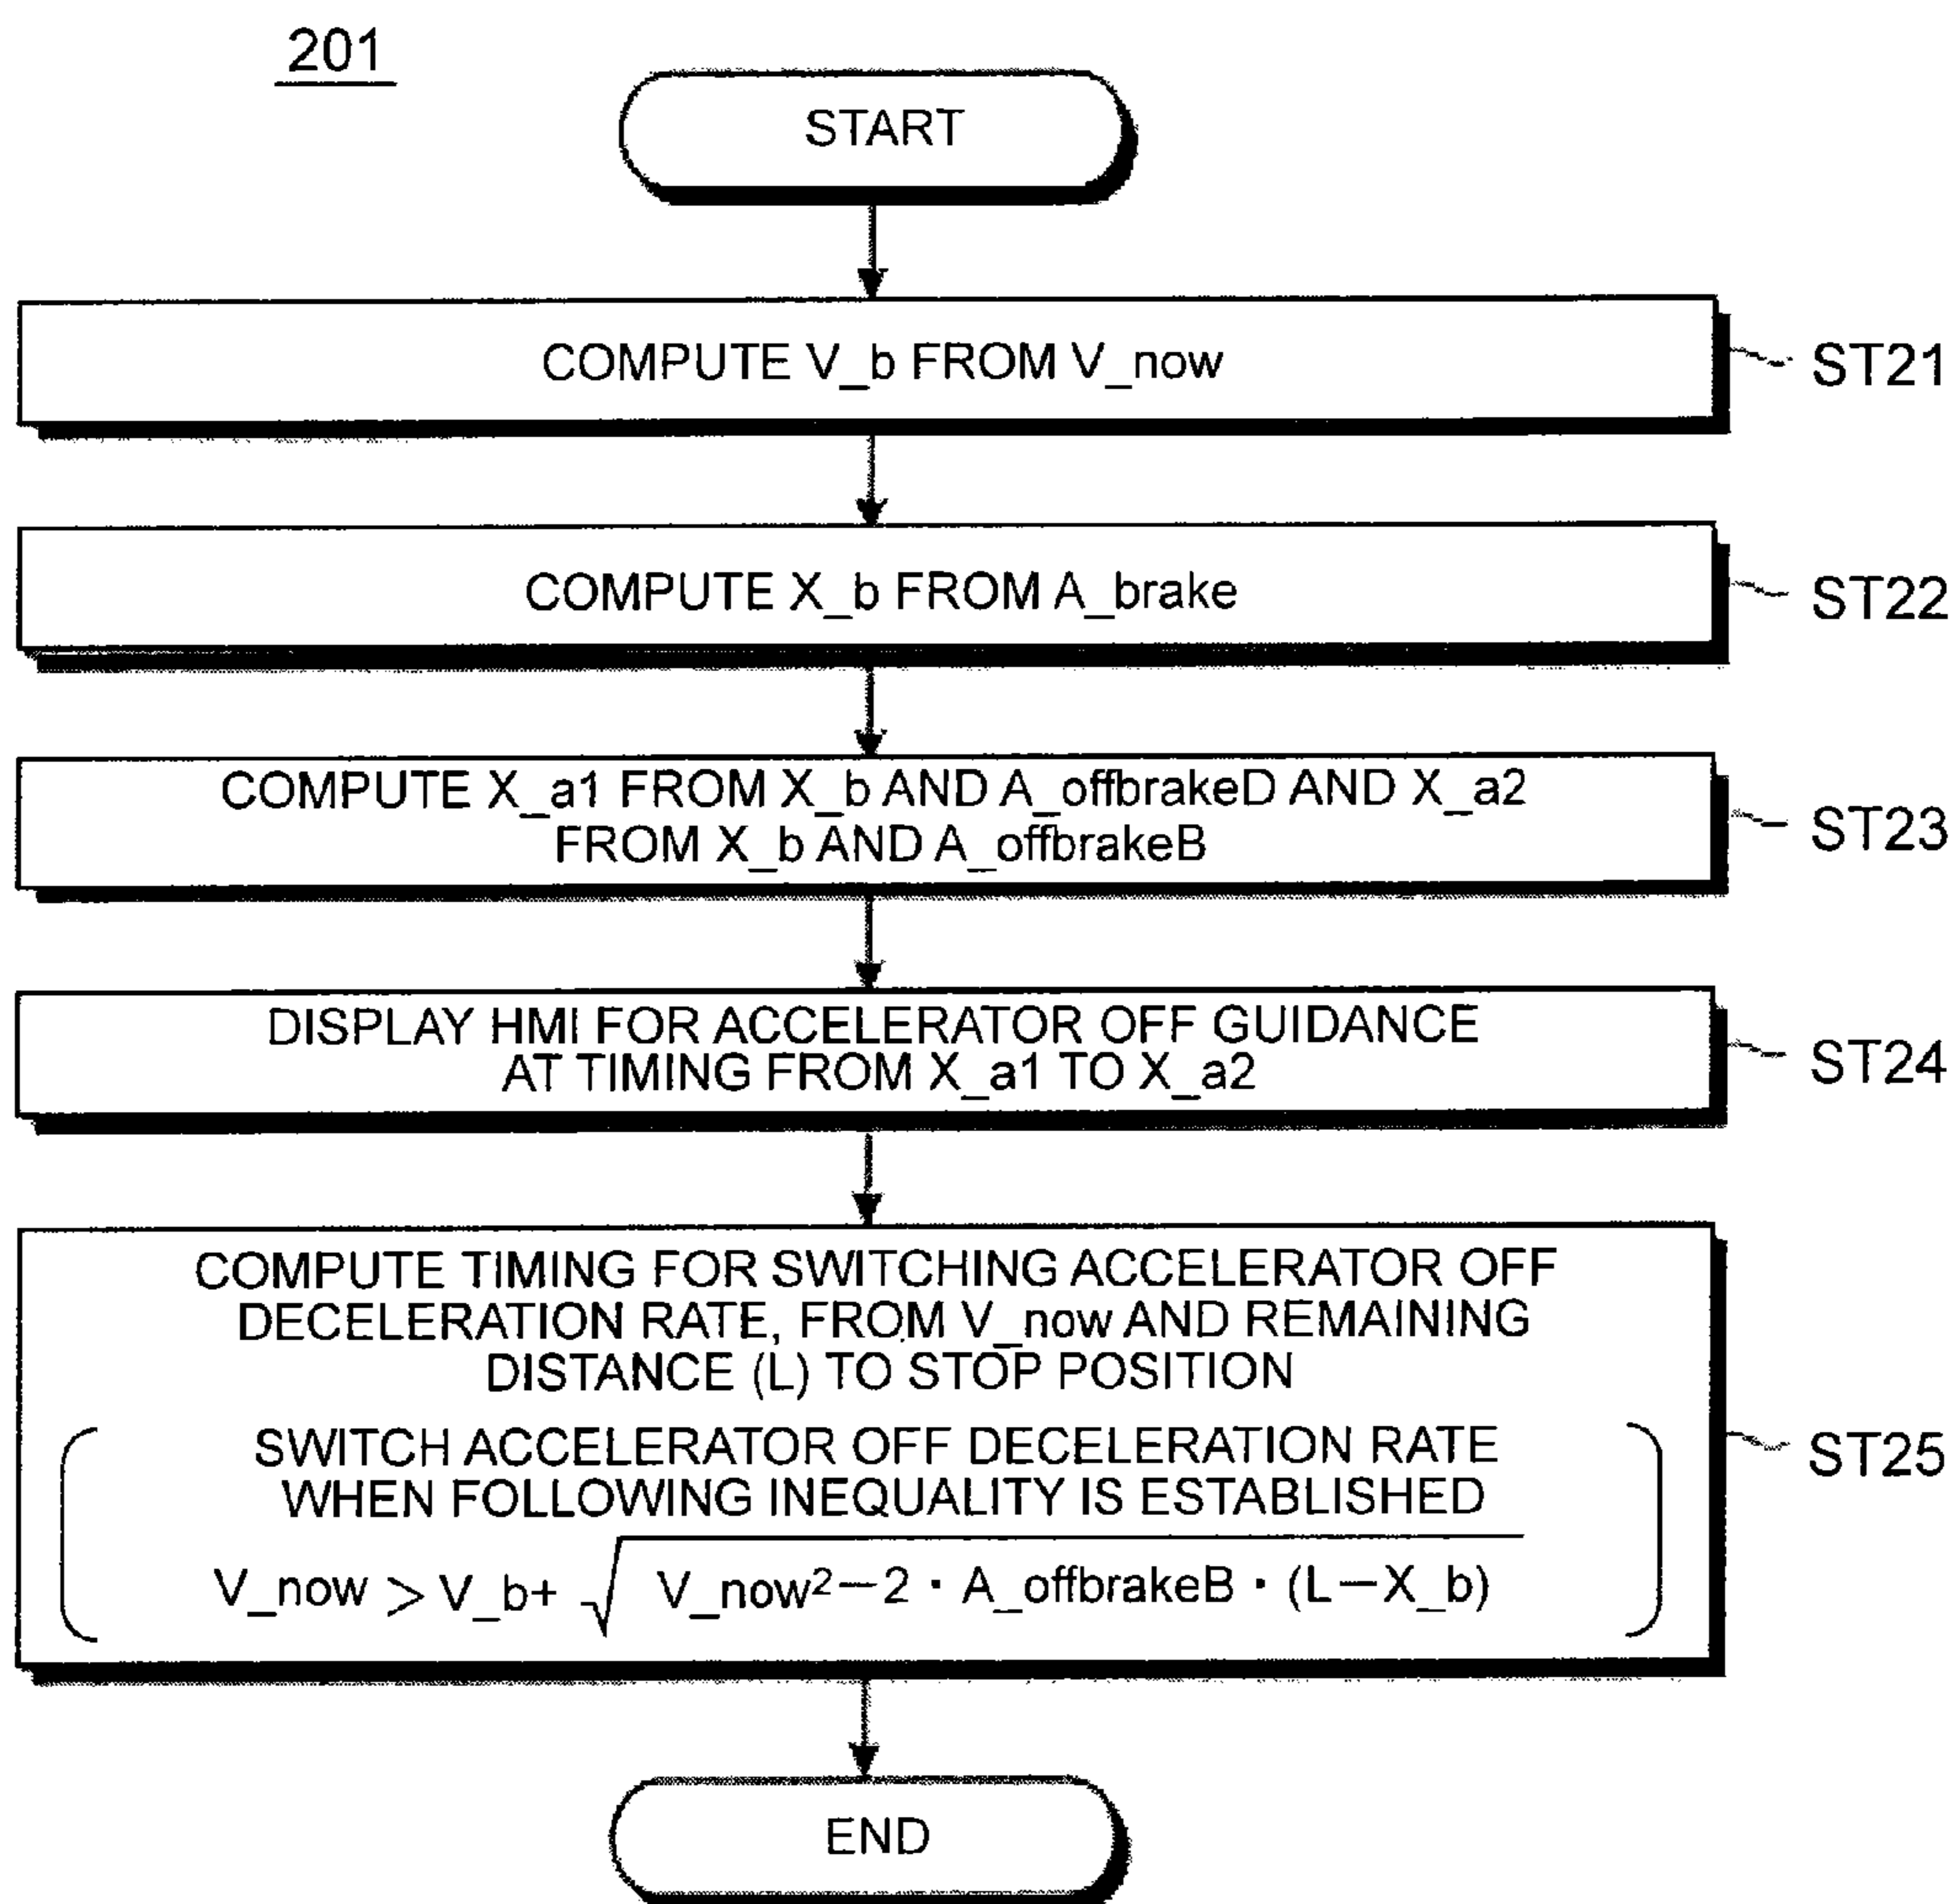 201
START
COMPUTE V_b FROM V_now
ST21
COMPUTE X_b FROM A_brake
ST22
COMPUTE X_a1 FROM X_b AND A_offbrakeD AND X_a2
FROM X_b AND A_offbrakeB
ST23
DISPLAY HMI FOR ACCELERATOR OFF GUIDANCE
AT TIMING FROM X_a1 TO X_a2
ST24
COMPUTE TIMING FOR SWITCHING ACCELERATOR OFF
DECELERATION RATE, FROM V_now AND REMAINING
DISTANCE (L) TO STOP POSITION
SWITCH ACCELERATOR OFF DECELERATION RATE
WHEN FOLLOWING INEQUALITY IS ESTABLISHED
V_now > V_b+ √ V_now²−2 · A_offbrakeB · (L−X_b)
ST25
END